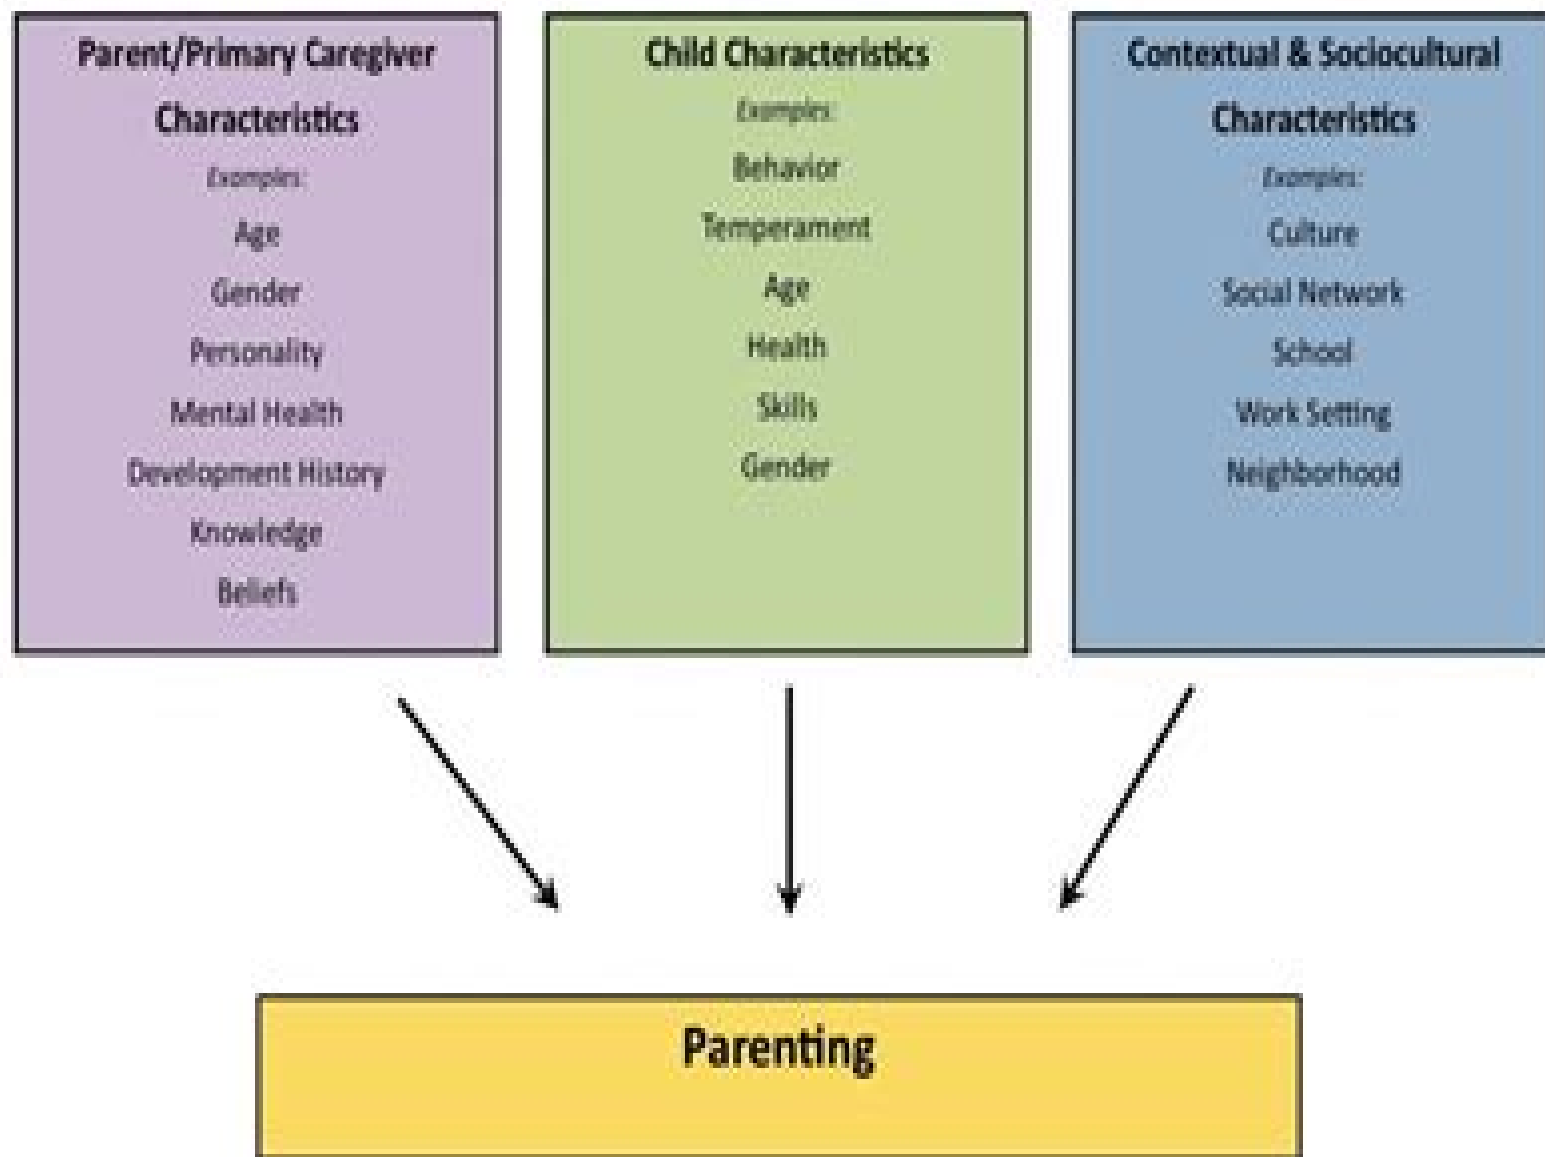 Parent/Primary Caregiver
Characteristics
Examples:
Age
Gender
Personality
Mental Health
Development History
Knowledge
Beliefs
Child Characteristics
Examples:
Behavior
Temperament
Age
Health
Skills
Gender
Contextual & Sociocultural
Characteristics
Examples:
Culture
Social Network
School
Work Setting
Neighborhood
Parenting